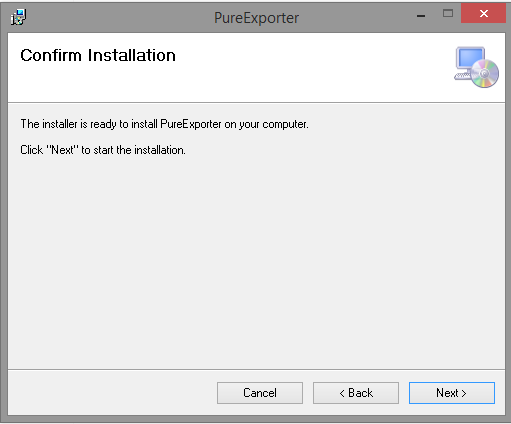 PureExporter
Confirm Installation
The installer is ready to install PureExporter on your computer.
Click "Next" to start the installation.
Cancel
< Back
Next >